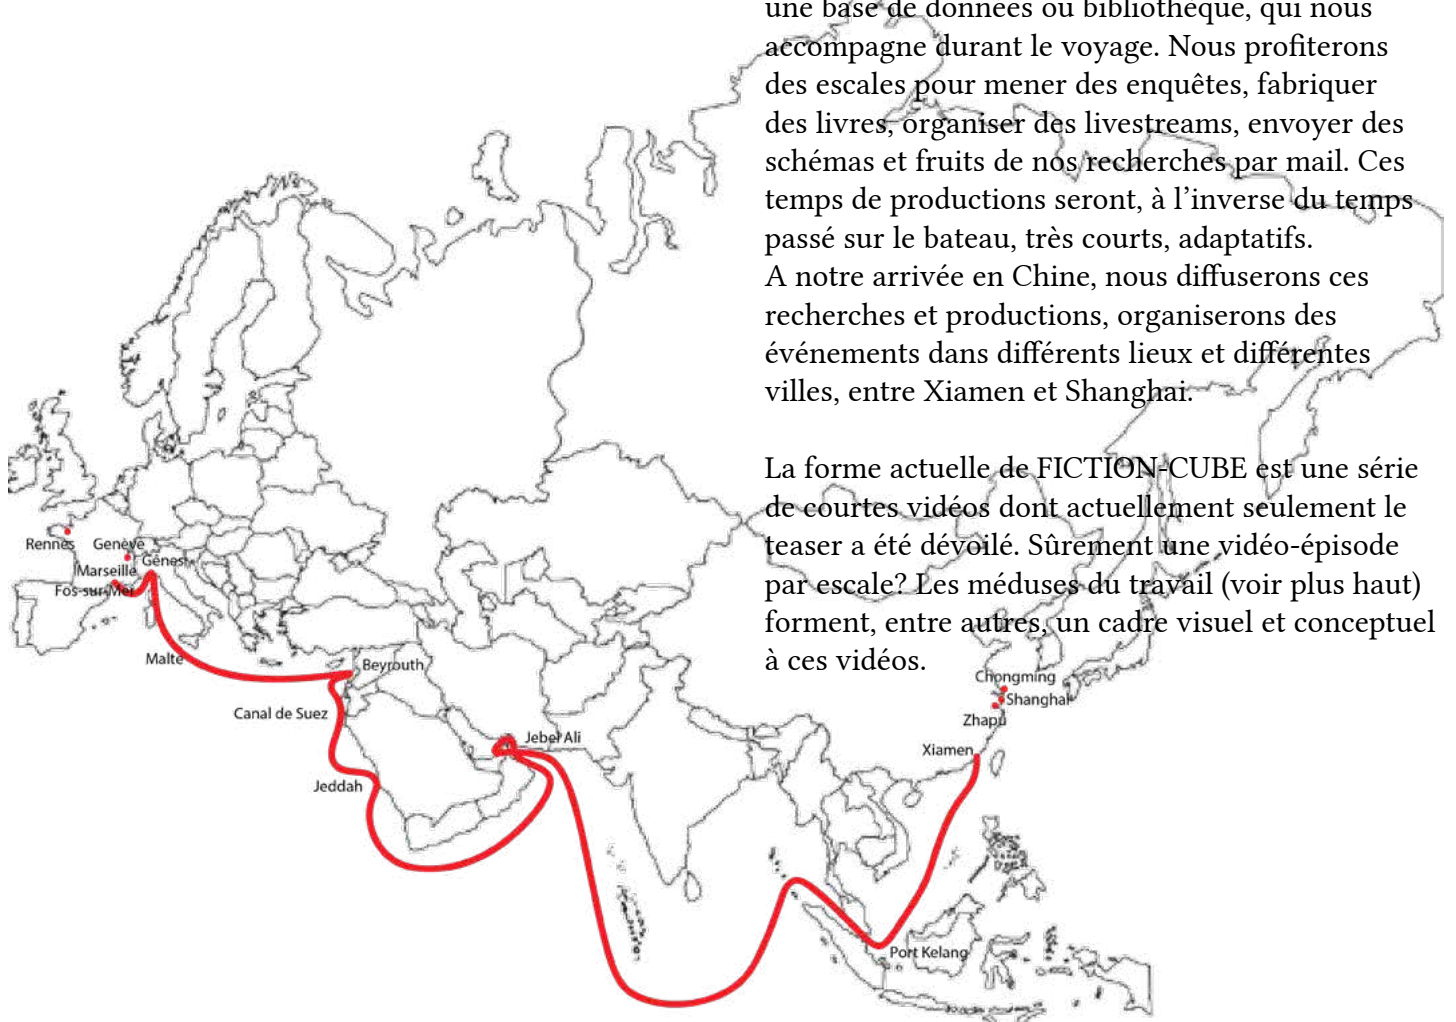 une base de données ou bibliothèque, qui nous
accompagne durant le voyage. Nous profiterons
des escales pour mener des enquêtes, fabriquer
des livres, organiser des livestreams, envoyer des
schémas et fruits de nos recherches par mail. Ces
temps de productions seront, à l’inverse du temps
passé sur le bateau, très courts, adaptatifs.
A notre arrivée en Chine, nous diffuserons ces
recherches et productions, organiserons des
événements dans différents lieux et différentes
villes, entre Xiamen et Shanghai.
La forme actuelle de FICTION-CUBE est une série
de courtes vidéos dont actuellement seulement le
teaser a été dévoilé. Sûrement une vidéo-épisode
par escale? Les méduses du travail (voir plus haut)
forment, entre autres, un cadre visuel et conceptuel
à ces vidéos.
Rennes
Genève
Gênes
Marseille
Fos-sur-Mer
Malte
Beyrouth
Canal de Suez
Jebel Ali
Jeddah
Chongming
Shanghai
Zhapu
Xiamen
Port Kelang